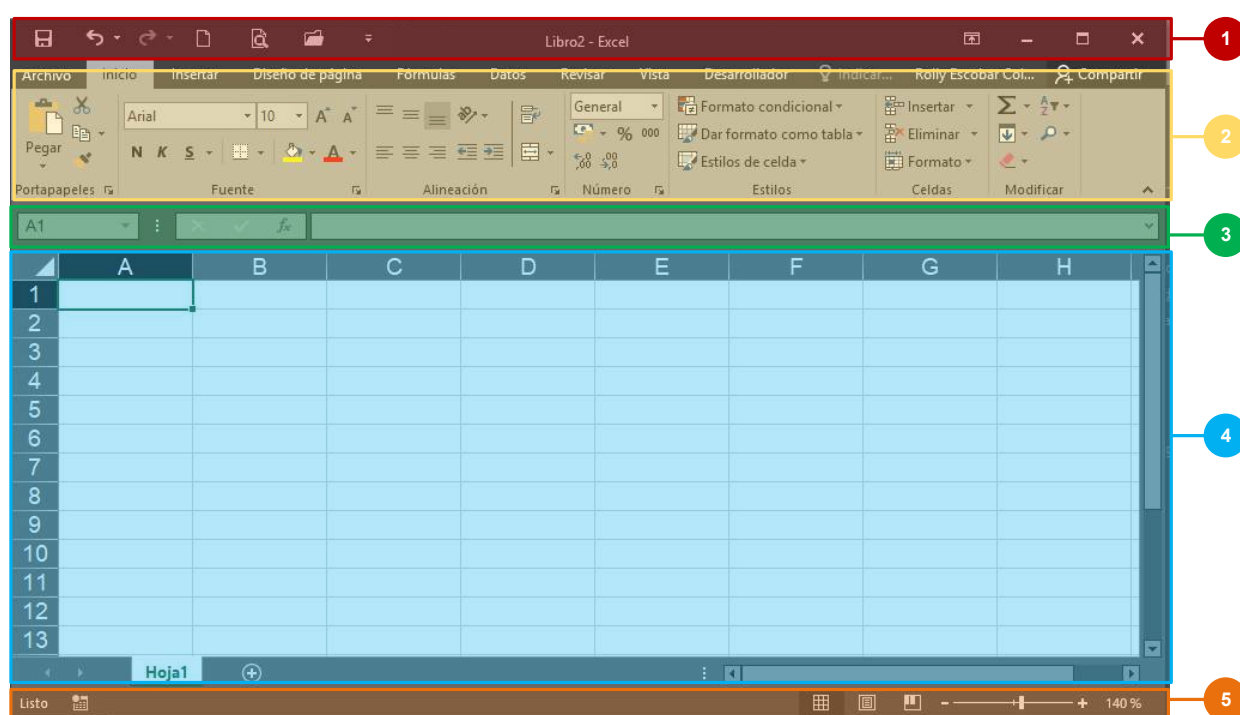 Libro2 - Excel
1
Archivo Inicio Insertar Diseño de página Fórmulas Datos Revisar Vista Desarrollador Indicar... Rolly Escobar Col... Compartir
Arial 10 A A General Formato condicional Insertar Σ A Z
Pegar % 000 Dar formato como tabla Eliminar 2
N K S A ,00 ,0 Estilos de celda Formato
Portapapeles Fuente Alineación Número Estilos Celdas Modificar
A1 fx 3
A B C D E F G H
1
2
3
4
5
6 4
7
8
9
10
11
12
13
Hoja1
Listo 140 % 5